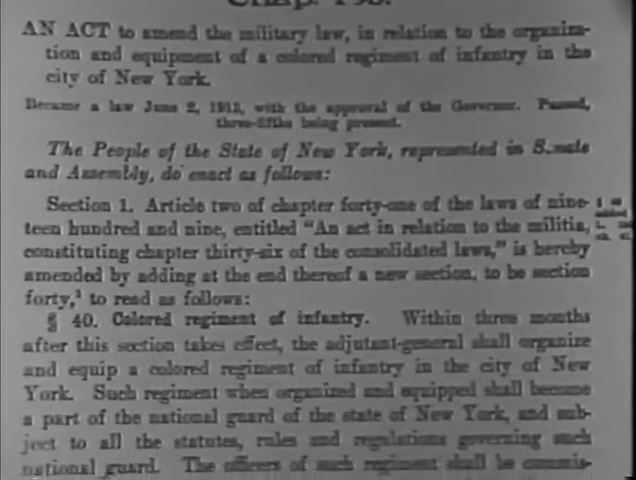 AN ACT to amend the military law, in relation to the organiza-
tion and equipment of a colored regiment of infantry in the
city of New York.
Became a law June 2, 1913, with the approval of the Governor. Passed,
three-fifths being present.
The People of the State of New York, represented in Senate
and Assembly, do enact as follows:
Section 1. Article two of chapter forty-one of the laws of nine-
teen hundred and nine, entitled "An act in relation to the militia,
constituting chapter thirty-six of the consolidated laws," is hereby
amended by adding at the end thereof a new section, to be section
forty,¹ to read as follows:
§ 40. Colored regiment of infantry. Within three months
after this section takes effect, the adjutant-general shall organize
and equip a colored regiment of infantry in the city of New
York. Such regiment when organized and equipped shall become
a part of the national guard of the state of New York, and sub-
ject to all the statutes, rules and regulations governing such
national guard. The officers of such regiment shall be commis-